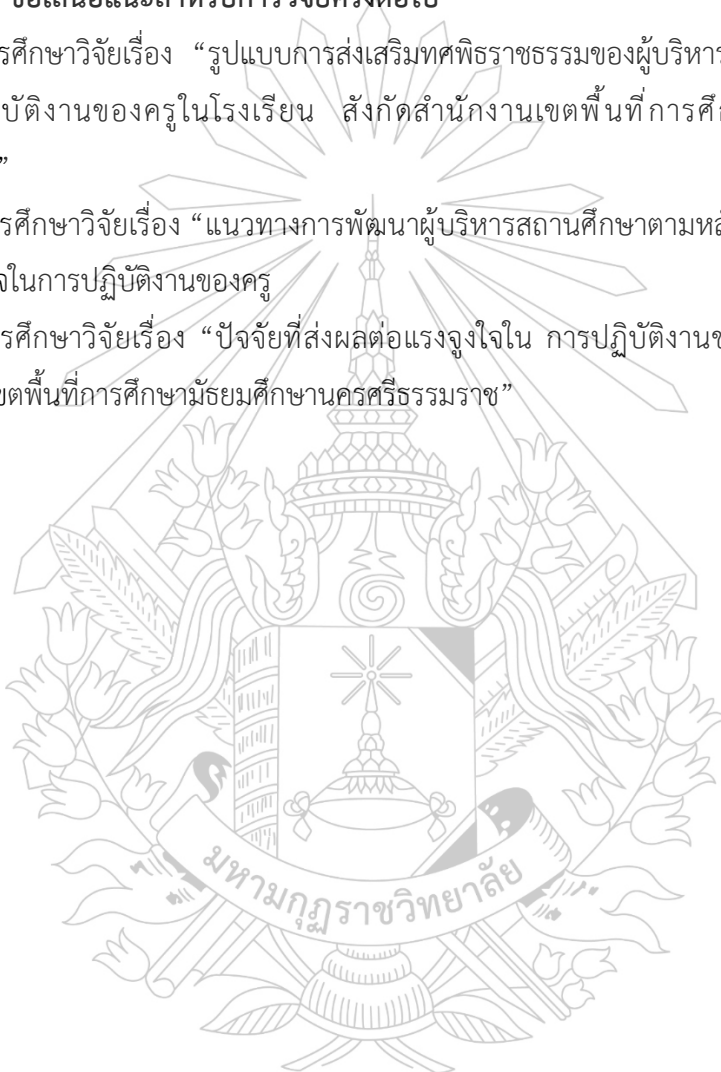 ข้อเสนอแนะสำหรับการวิจัยครั้งต่อไป
รศึกษาวิจัยเรื่อง “รูปแบบการส่งเสริมทศพิธราชธรรมของผู้บริหาร
บัติงานของครูในโรงเรียน สังกัดสำนักงานเขตพื้นที่การศึก
”
รศึกษาวิจัยเรื่อง “แนวทางการพัฒนาผู้บริหารสถานศึกษาตามหล
จในการปฏิบัติงานของครู
รศึกษาวิจัยเรื่อง “ปัจจัยที่ส่งผลต่อแรงจูงใจใน การปฏิบัติงานข
ขตพื้นที่การศึกษามัธยมศึกษานครศรีธรรมราช”
มหามกุฏราชวิทยาลัย